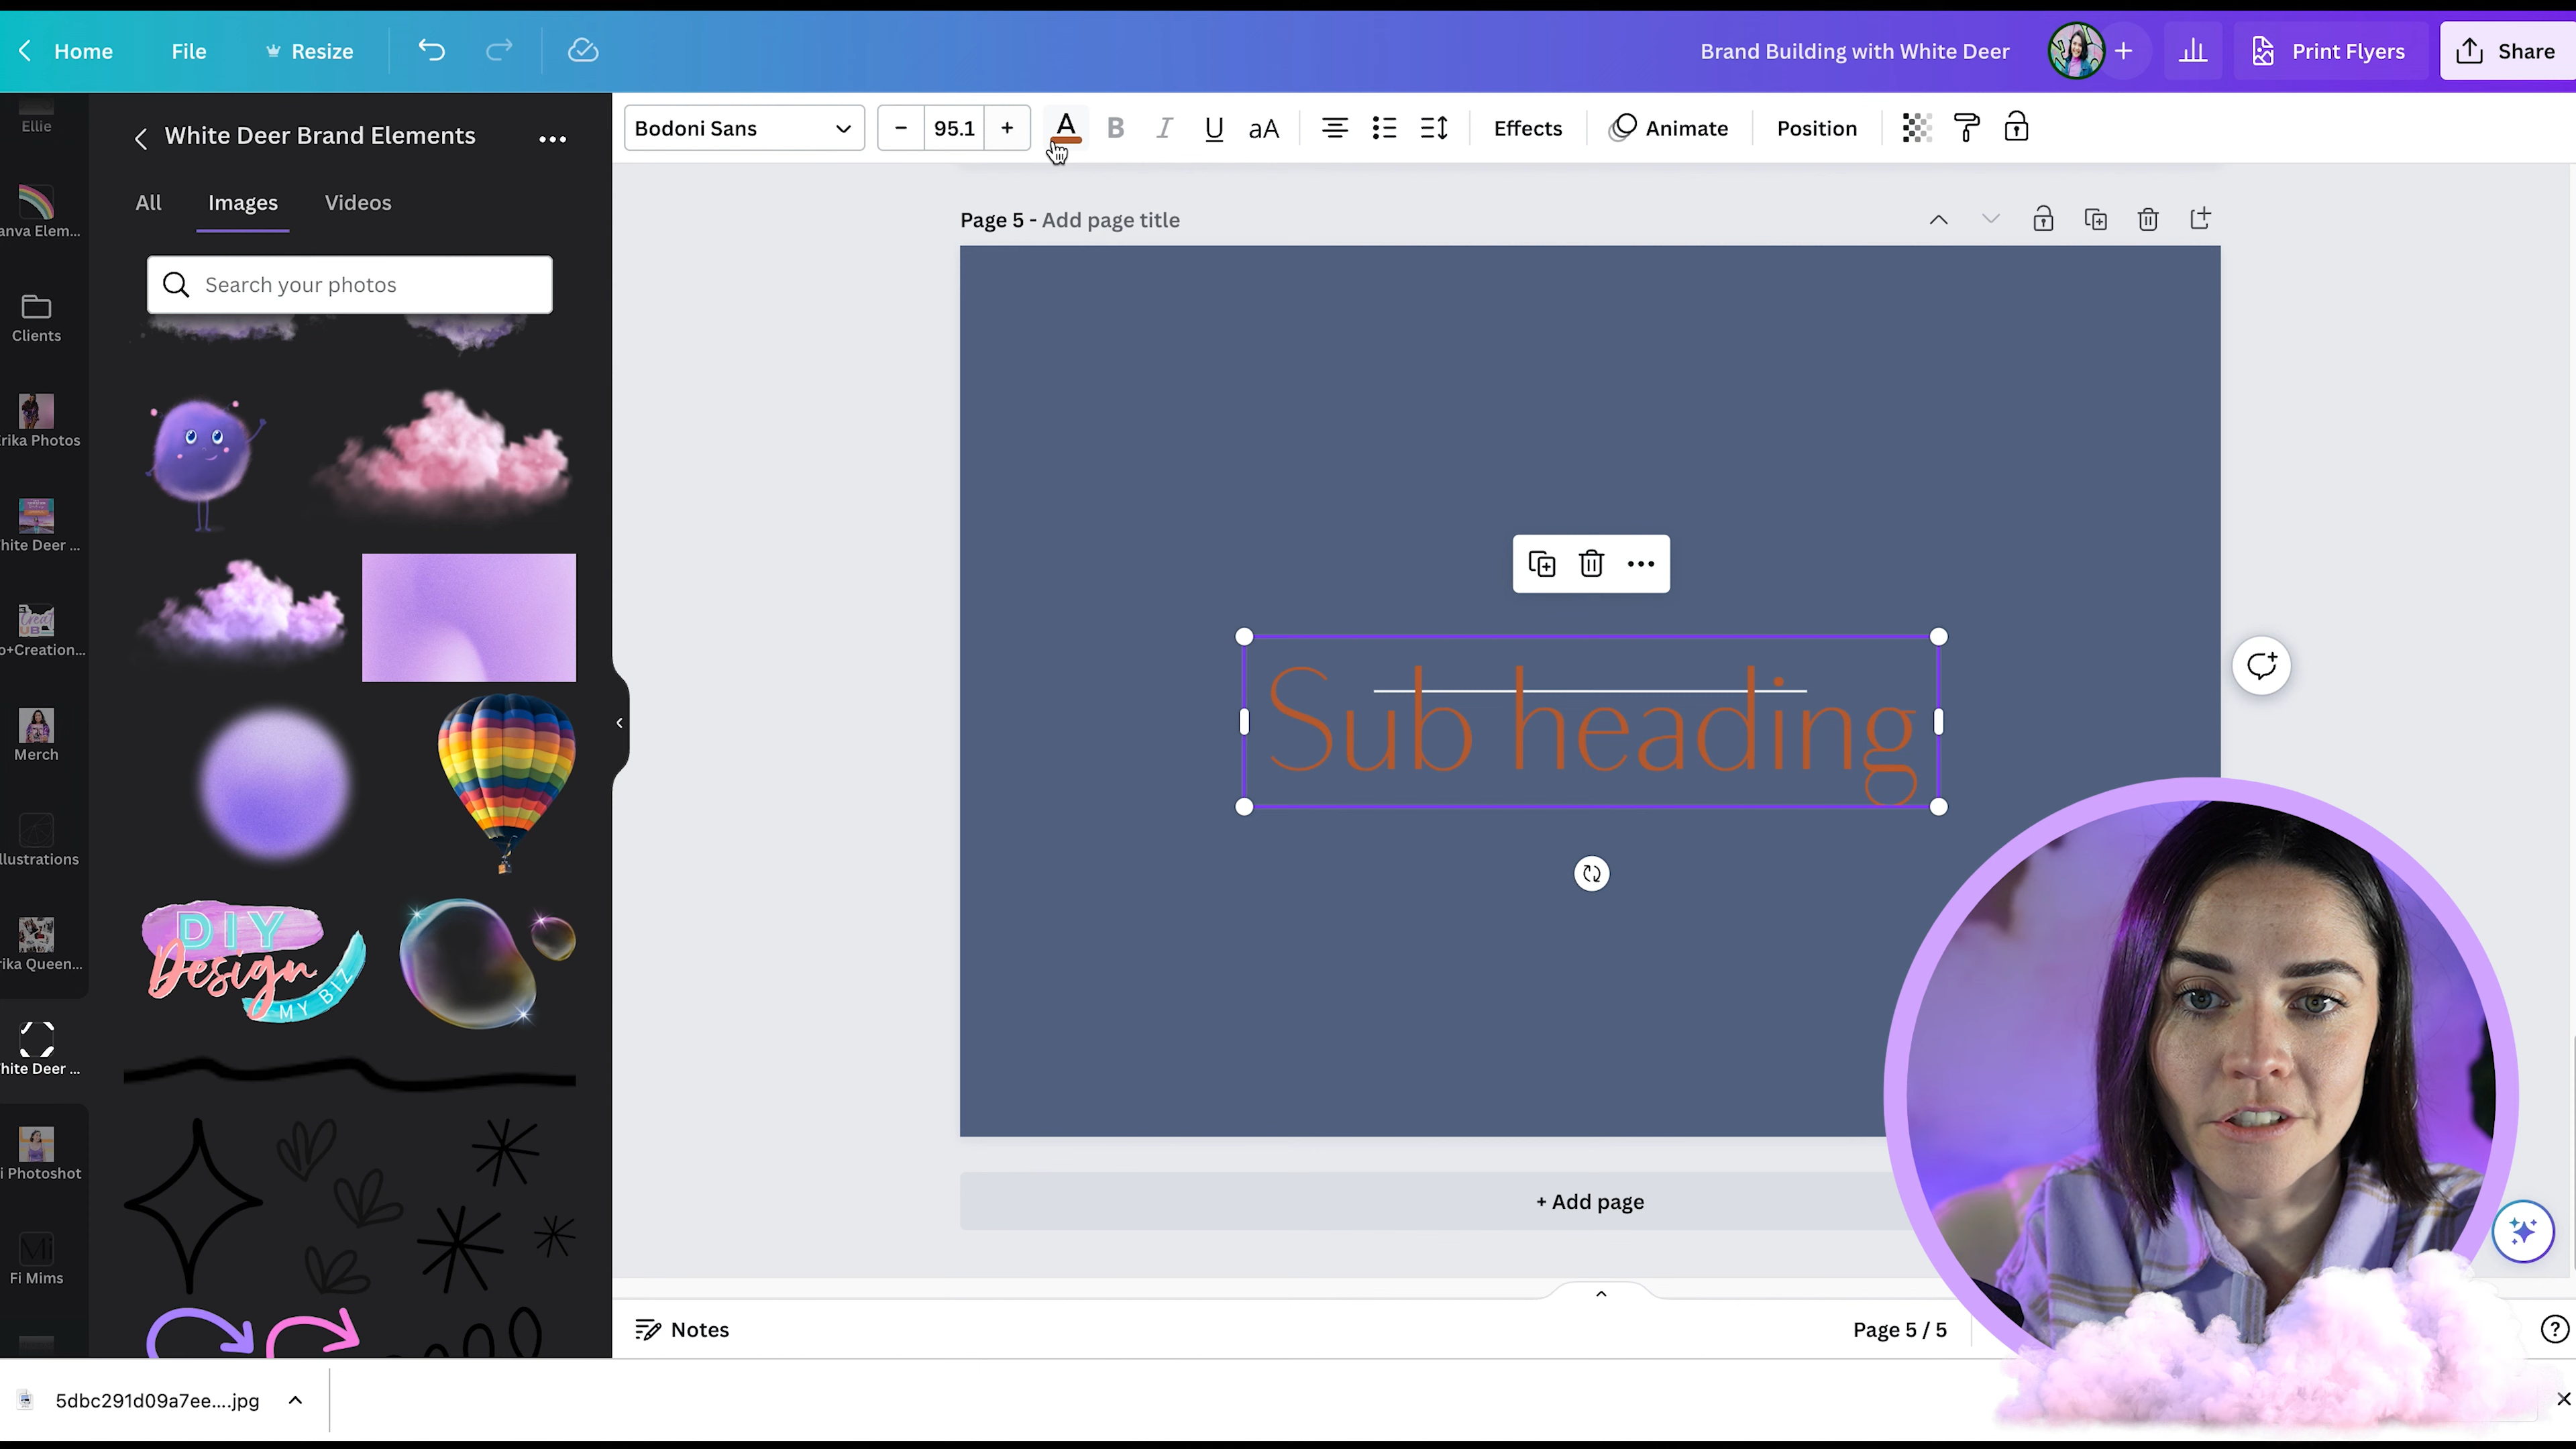 Home File Resize Brand Building with White Deer + Print Flyers Share
Ellie
anva Elem...
Clients
rika Photos
hite Deer ...
o+Creation...
Merch
llustrations
rika Queen...
hite Deer ...
i Photoshot
Fi Mims
White Deer Brand Elements
All Images Videos
Search your photos
DIY
Design
MY BIZ
Bodoni Sans − 95.1 + A B I U aA Effects Animate Position
Page 5 - Add page title
Sub heading
+ Add page
Notes Page 5 / 5
5dbc291d09a7ee....jpg